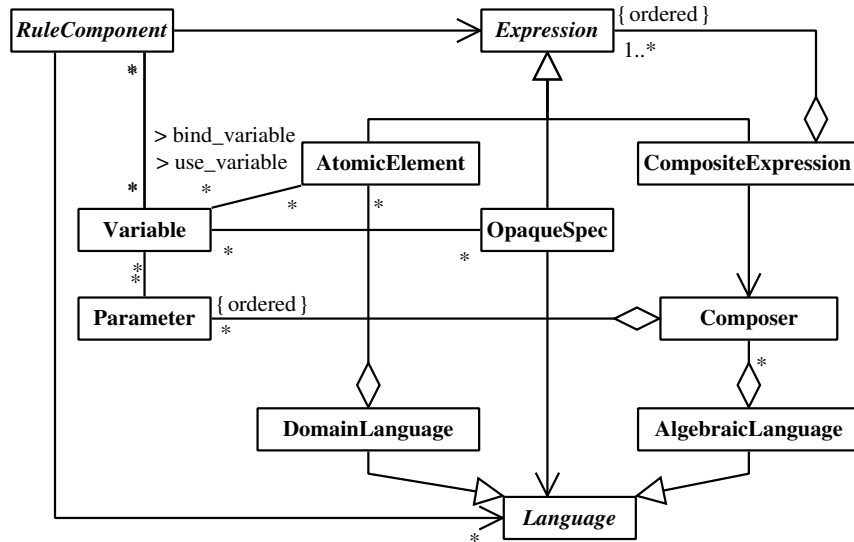 RuleComponent
Expression
{ ordered }
1..*
*
*
> bind_variable
> use_variable
AtomicElement
CompositeExpression
*
*
*
*
Variable
OpaqueSpec
*
*
*
*
Parameter
{ ordered }
*
Composer
*
DomainLanguage
AlgebraicLanguage
Language
*